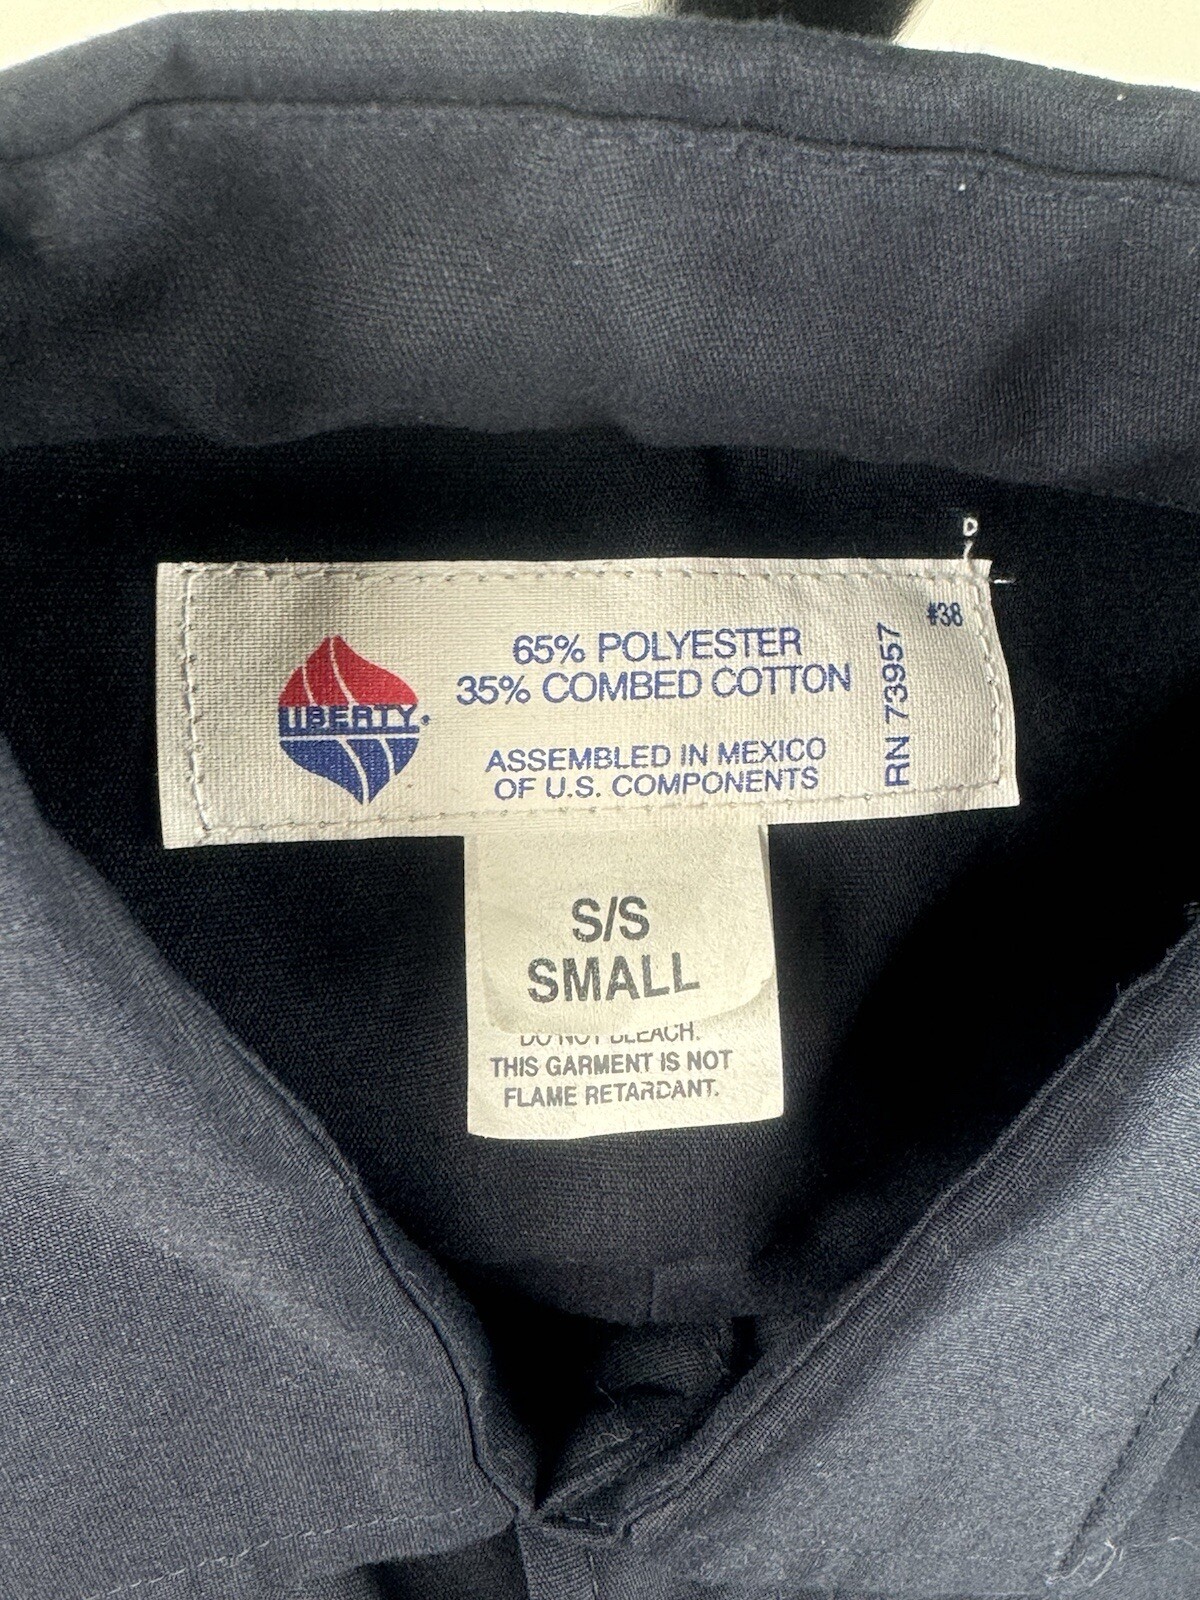 #38
LIBERTY
65% POLYESTER
35% COMBED COTTON
ASSEMBLED IN MEXICO
OF U.S. COMPONENTS
RN 73957
S/S
SMALL
DO NOT BLEACH.
THIS GARMENT IS NOT
FLAME RETARDANT.